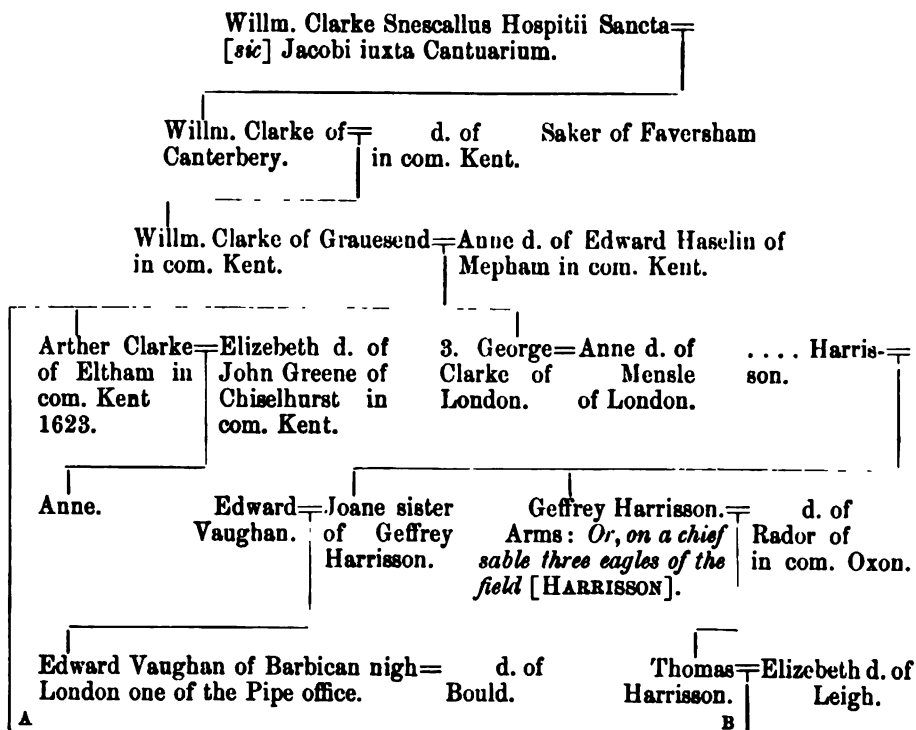 Willm. Clarke Snescallus Hospitii Sancta
[sic] Jacobi iuxta Cantuarium.
Willm. Clarke of d. of Saker of Faversham
Canterbery. in com. Kent.
Willm. Clarke of Grauesend Anne d. of Edward Haselin of
in com. Kent. Mepham in com. Kent.
Arther Clarke Elizebeth d. of 3. George Anne d. of .... Harris-
of Eltham in John Greene of Clarke of Mensle son.
com. Kent Chiselhurst in London. of London.
1623. com. Kent.
Anne. Edward Joane sister Geffrey Harrisson. d. of
Vaughan. of Geffrey Arms: Or, on a chief Rador of
Harrisson. sable three eagles of the in com. Oxon.
field [HARRISSON].
Edward Vaughan of Barbican nigh d. of Thomas Elizebeth d. of
London one of the Pipe office. Bould. Harrisson. Leigh.
A B